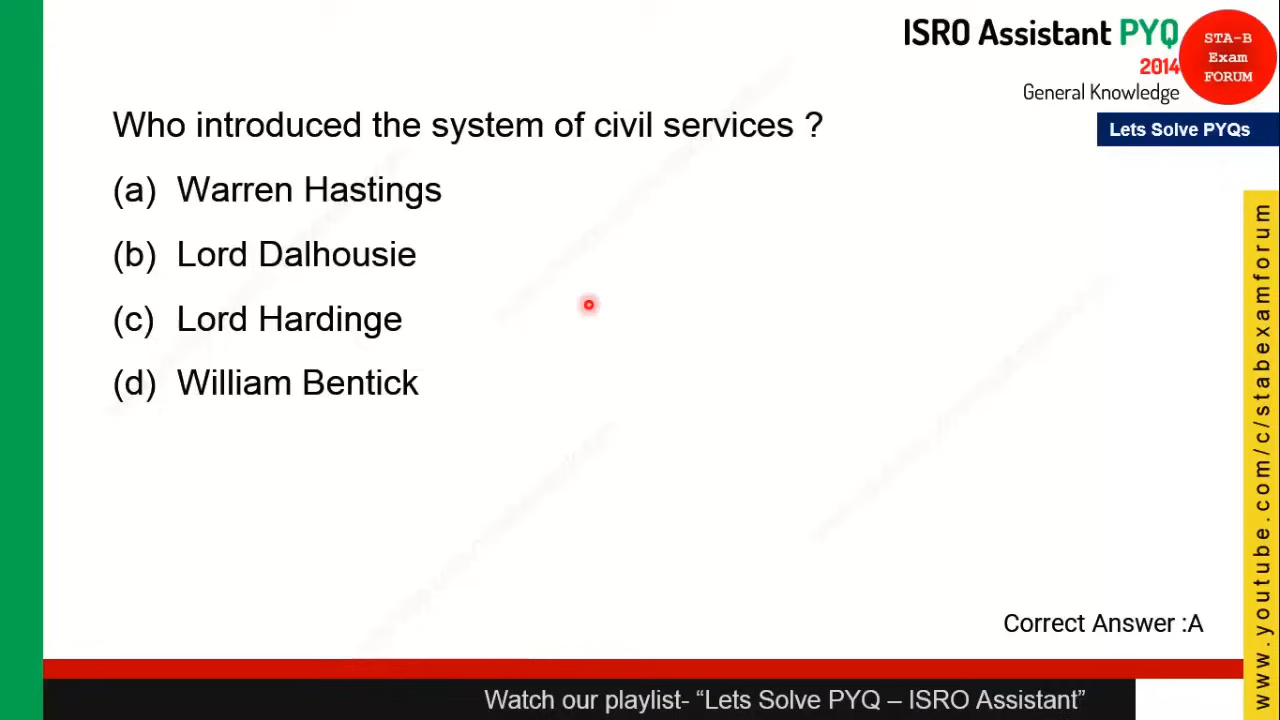 ISRO Assistant PYQ
2014
General Knowledge
STA-B
Exam
FORUM
Lets Solve PYQs
Who introduced the system of civil services ?
(a) Warren Hastings
(b) Lord Dalhousie
(c) Lord Hardinge
(d) William Bentick
Correct Answer :A
Watch our playlist- “Lets Solve PYQ – ISRO Assistant”
www.youtube.com/c/stabexamforum